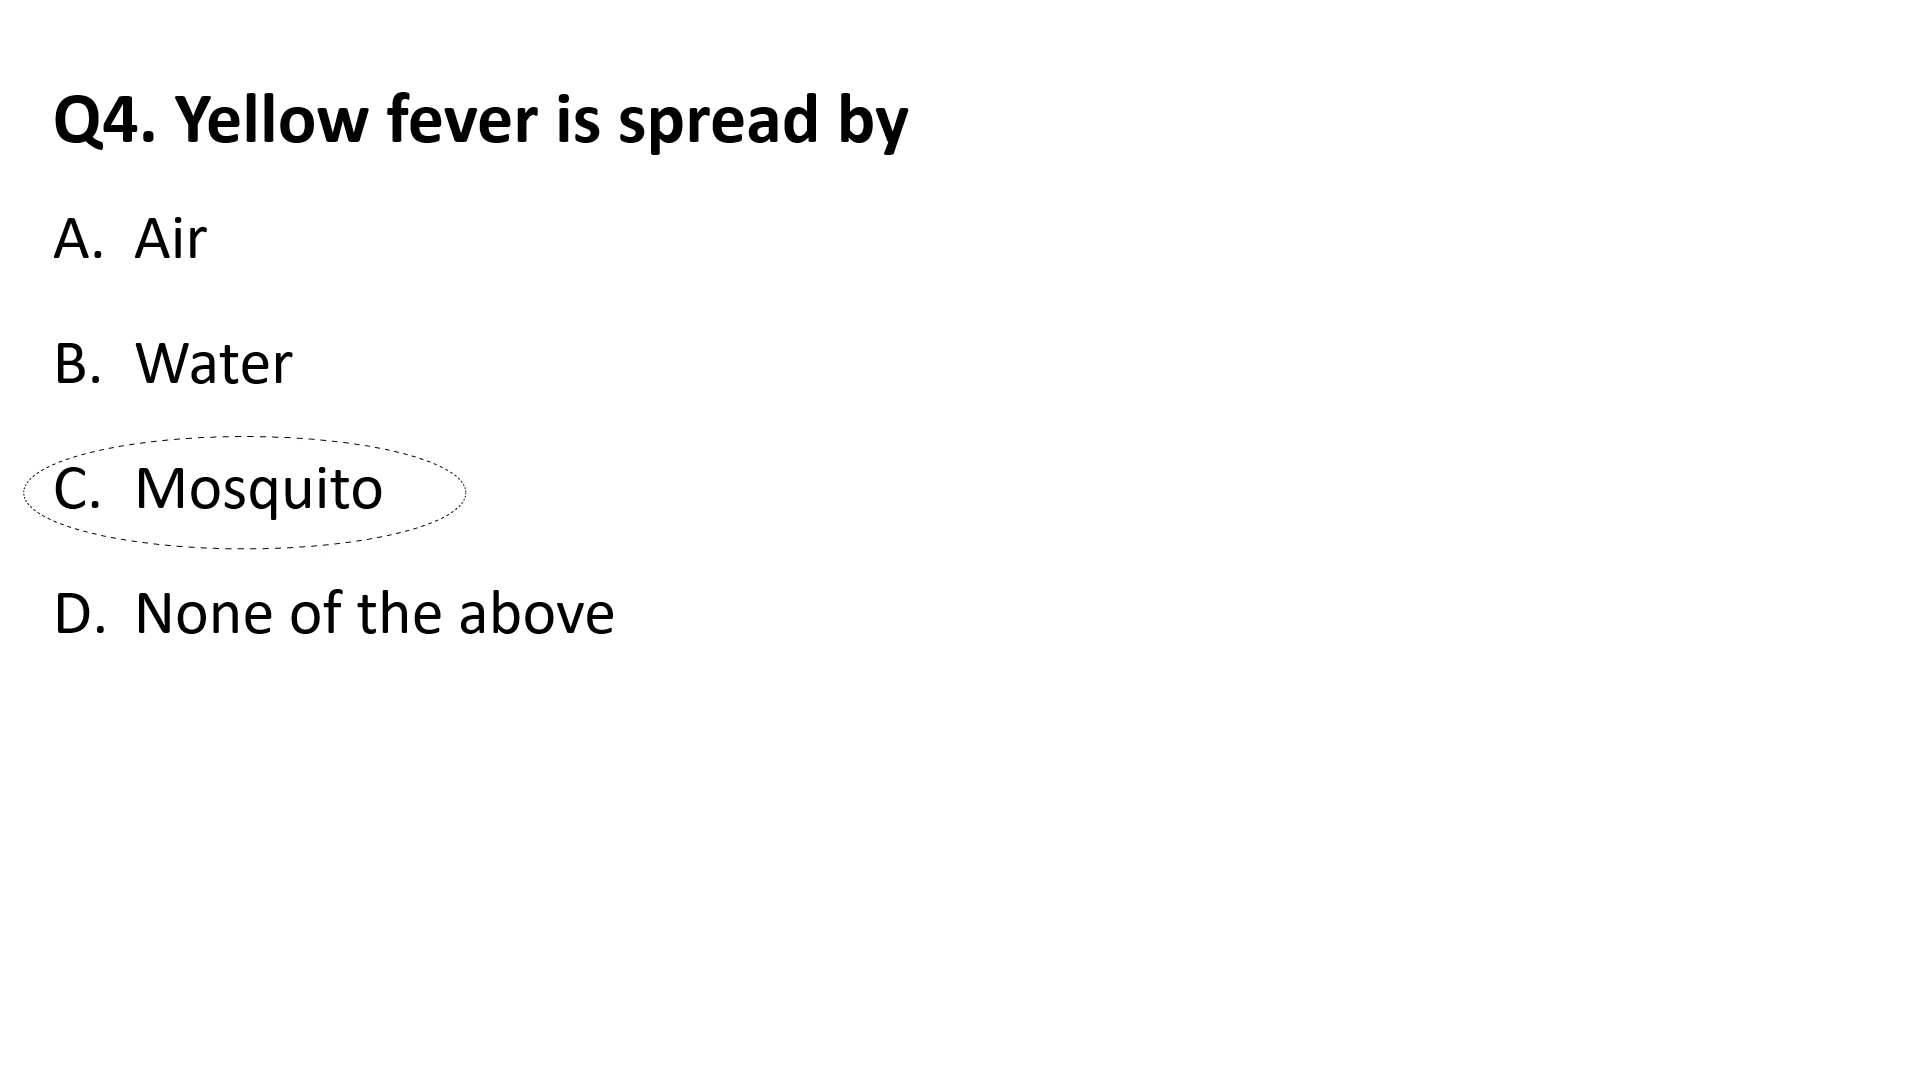 Q4. Yellow fever is spread by
A. Air
B. Water
C. Mosquito
D. None of the above